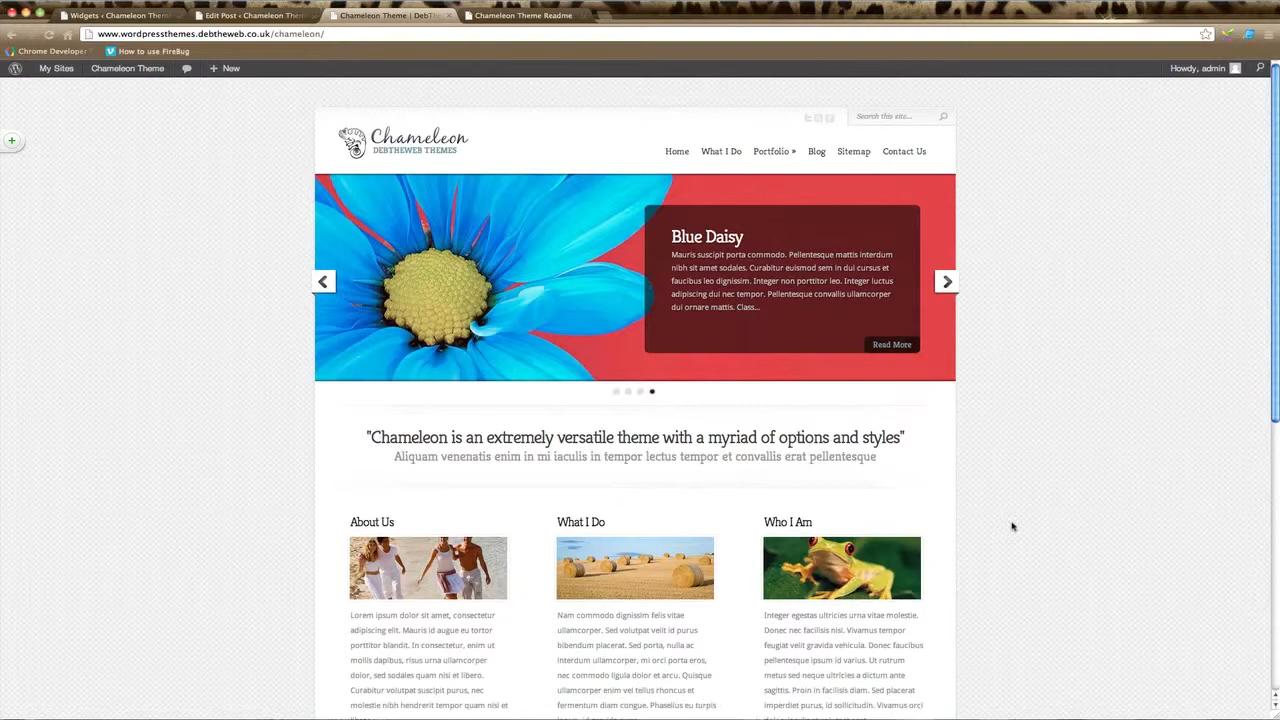 Widgets ‹ Chameleon Them
Edit Post ‹ Chameleon Them
Chameleon Theme | DebTh
Chameleon Theme Readme
www.wordpressthemes.debtheweb.co.uk/chameleon/
Chrome Developer
How to use FireBug
My Sites
Chameleon Theme
+ New
Howdy, admin
Search this site...
Chameleon
DEBTHEWEB THEMES
Home
What I Do
Portfolio »
Blog
Sitemap
Contact Us
Blue Daisy
Mauris suscipit porta commodo. Pellentesque mattis interdum
nibh sit amet sodales. Curabitur euismod sem in dui cursus et
faucibus leo dignissim. Integer non porttitor leo. Integer luctus
adipiscing dui nec tempor. Pellentesque convallis ullamcorper
dui ornare mattis. Class...
Read More
"Chameleon is an extremely versatile theme with a myriad of options and styles"
Aliquam venenatis enim in mi iaculis in tempor lectus tempor et convallis erat pellentesque
About Us
Lorem ipsum dolor sit amet, consectetur
adipiscing elit. Mauris id augue eu tortor
porttitor blandit. In consectetur, enim ut
mollis dapibus, risus urna ullamcorper
dolor, sed sodales quam nisi et libero.
Curabitur volutpat suscipit purus, nec
molestie nibh hendrerit tempor quam nisl et
What I Do
Nam commodo dignissim felis vitae
ullamcorper. Sed volutpat velit id purus
bibendum placerat. Sed porta, nulla ac
interdum ullamcorper, mi orci porta eros,
nec commodo ligula dolor et arcu. Quisque
ullamcorper enim vel tellus rhoncus et
fermentum diam congue. Phasellus eu turpis
Who I Am
Integer egestas ultricies urna vitae molestie.
Donec nec facilisis nisi. Vivamus tempor
feugiat velit gravida vehicula. Donec faucibus
pellentesque ipsum id varius. Ut rutrum
metus sed neque ultricies a dictum ante
sagittis. Proin in facilisis diam. Sed placerat
imperdiet purus, id sollicitudin. Vivamus orci